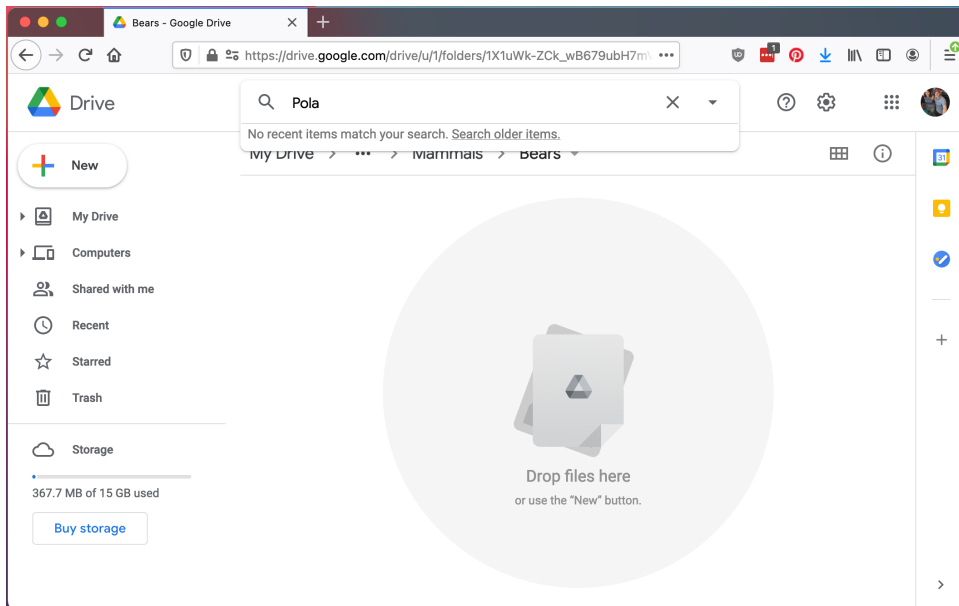 Bears - Google Drive
https://drive.google.com/drive/u/1/folders/1X1uWk-ZCk_wB679ubH7m
1
Drive
Pola
No recent items match your search. Search older items.
My Drive > ••• > Mammals > Bears
New
31
My Drive
Computers
Shared with me
Recent
Starred
Trash
Storage
367.7 MB of 15 GB used
Buy storage
Drop files here
or use the “New” button.